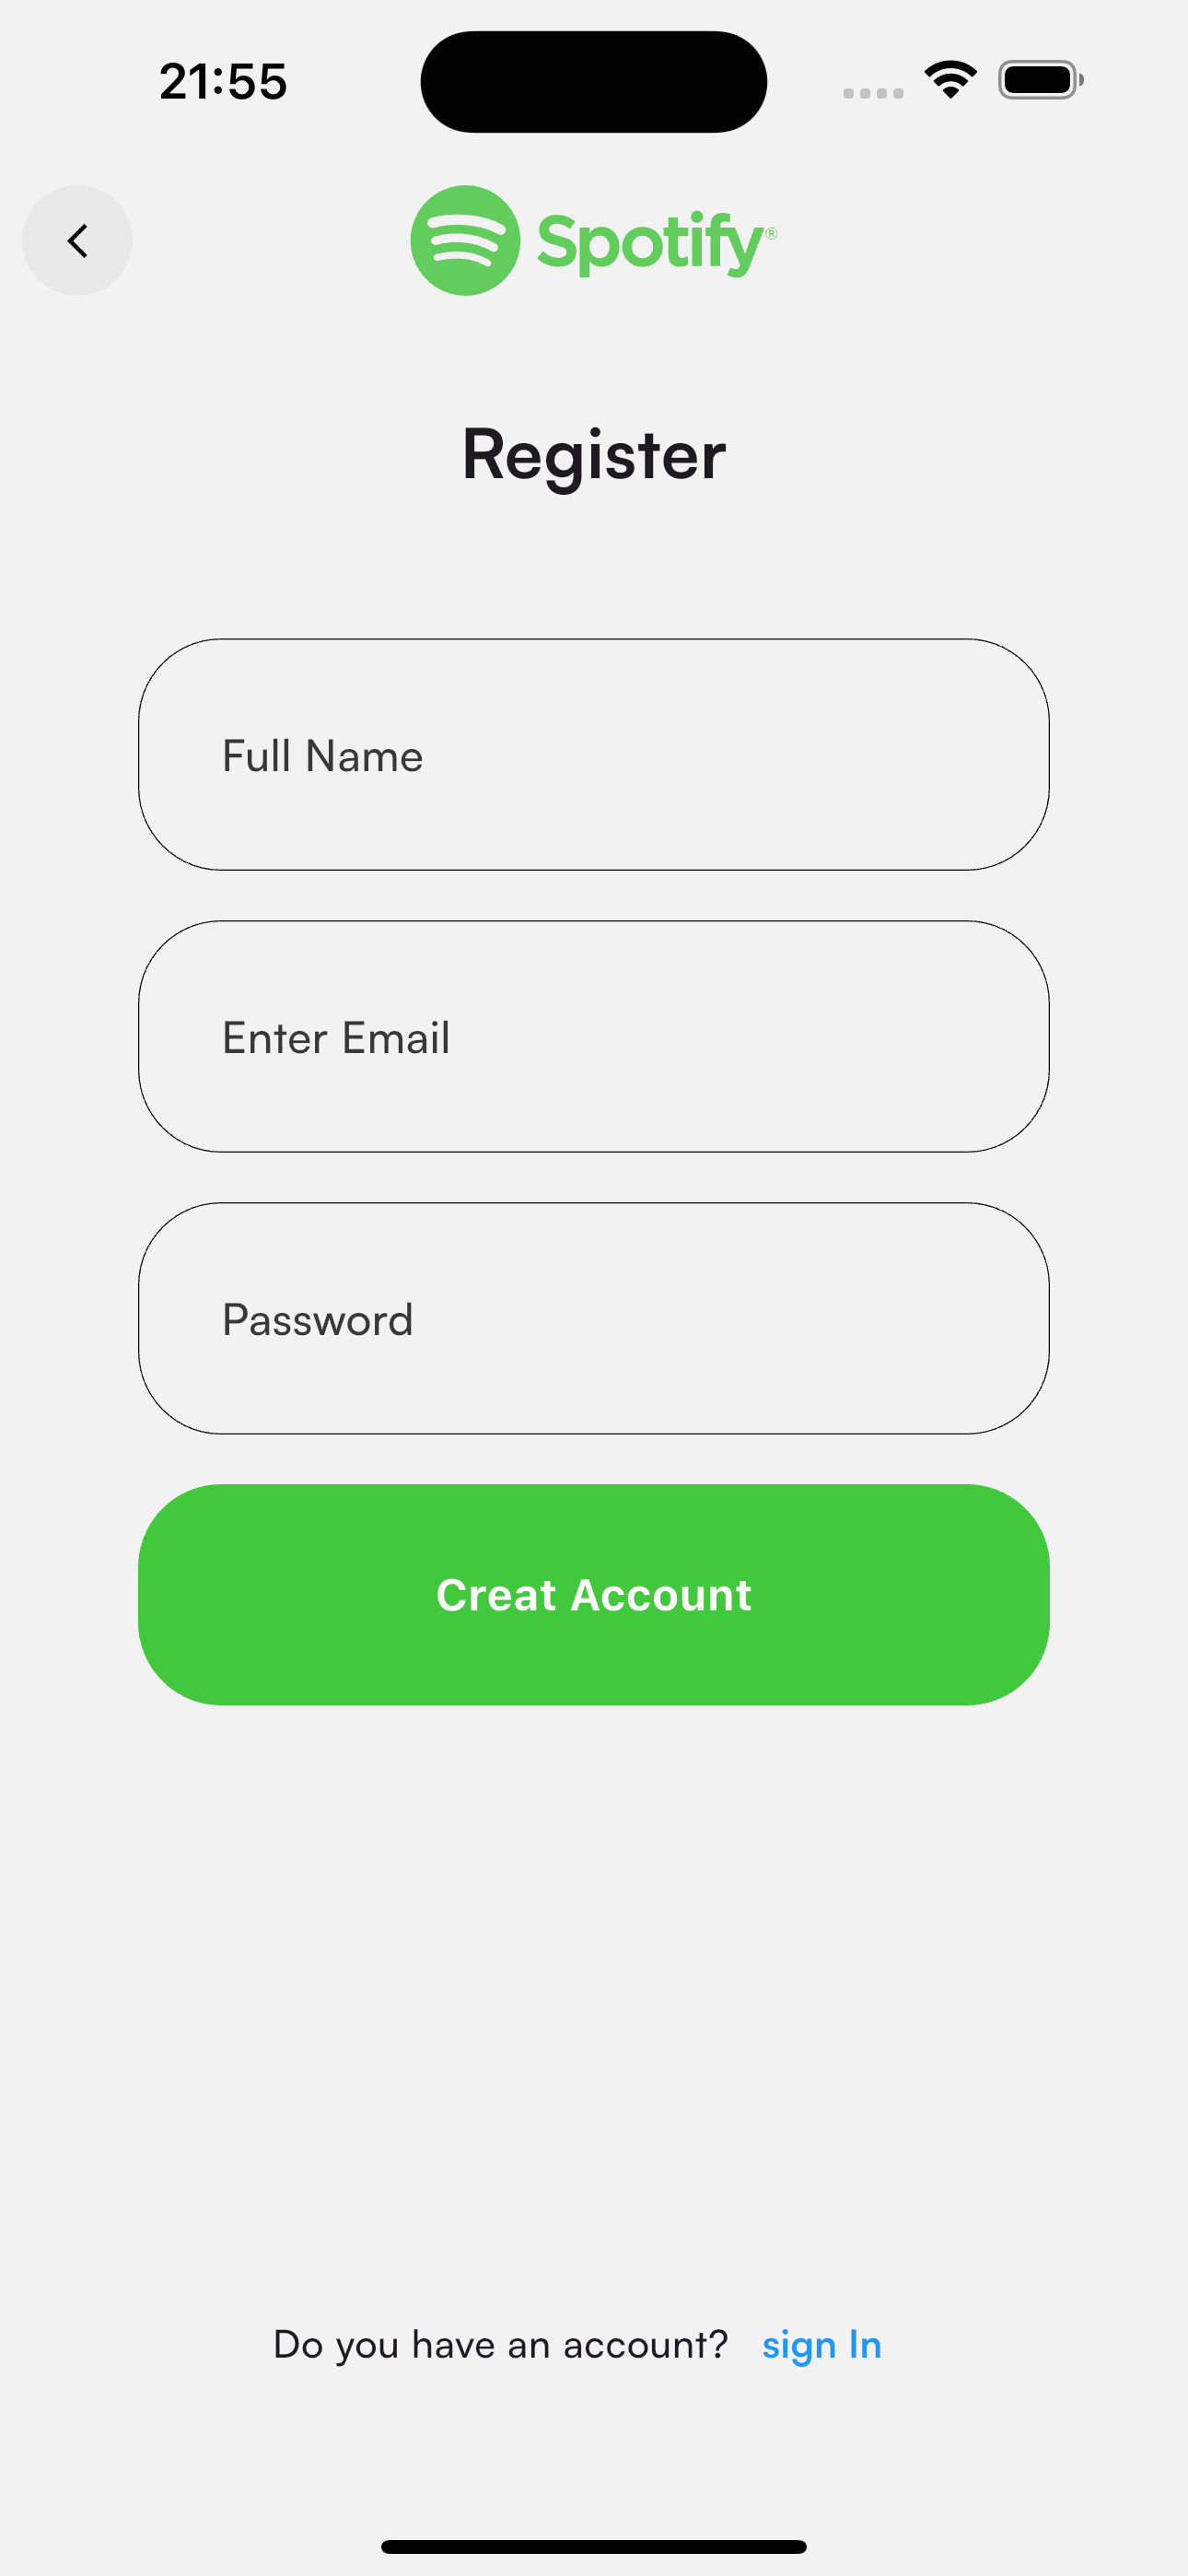 21:55
Spotify®
Register
Full Name
Enter Email
Password
Creat Account
Do you have an account? sign In